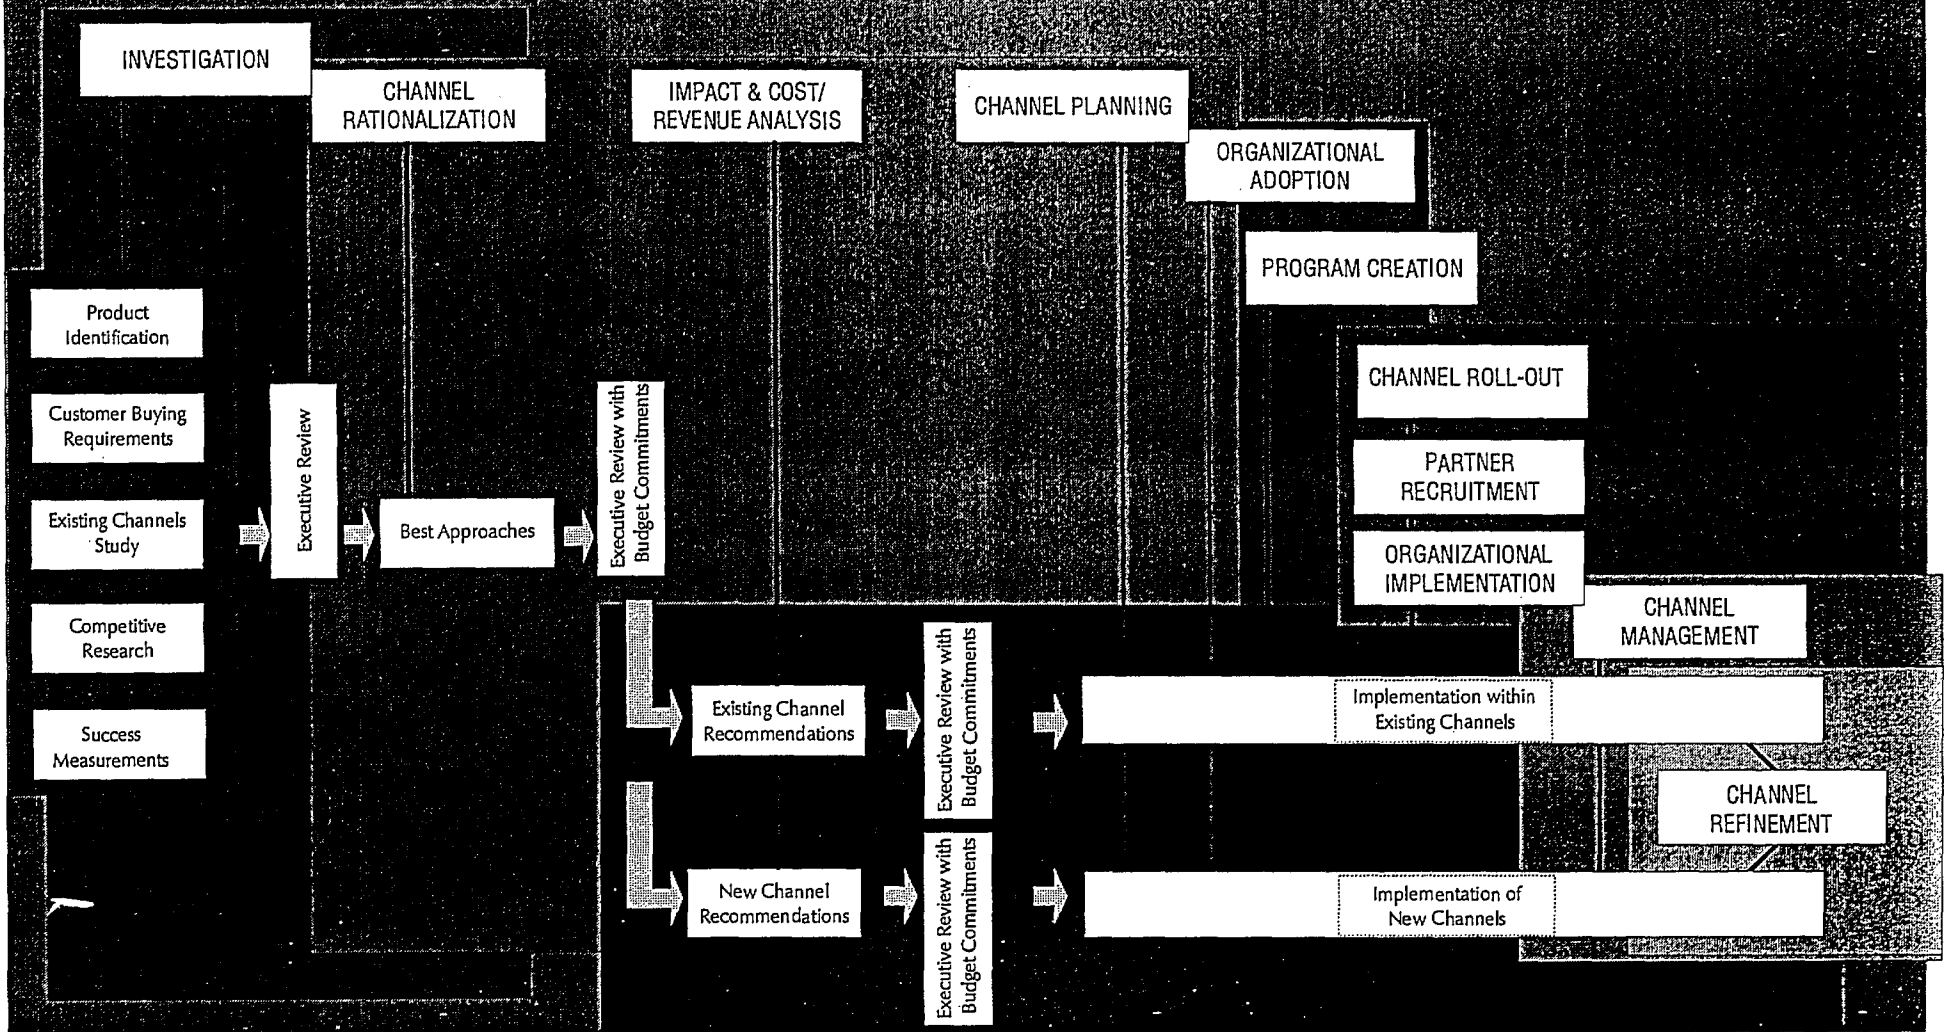 INVESTIGATION
CHANNEL
RATIONALIZATION
IMPACT & COST/
REVENUE ANALYSIS
CHANNEL PLANNING
ORGANIZATIONAL
ADOPTION
PROGRAM CREATION
CHANNEL ROLL-OUT
PARTNER
RECRUITMENT
ORGANIZATIONAL
IMPLEMENTATION
CHANNEL
MANAGEMENT
Product
Identification
Customer Buying
Requirements
Existing Channels
Study
Competitive
Research
Success
Measurements
Executive Review
Best Approaches
Executive Review with
Budget Commitments
Existing Channel
Recommendations
Executive Review with
Budget Commitments
Implementation within
Existing Channels
CHANNEL
REFINEMENT
New Channel
Recommendations
Executive Review with
Budget Commitments
Implementation of
New Channels